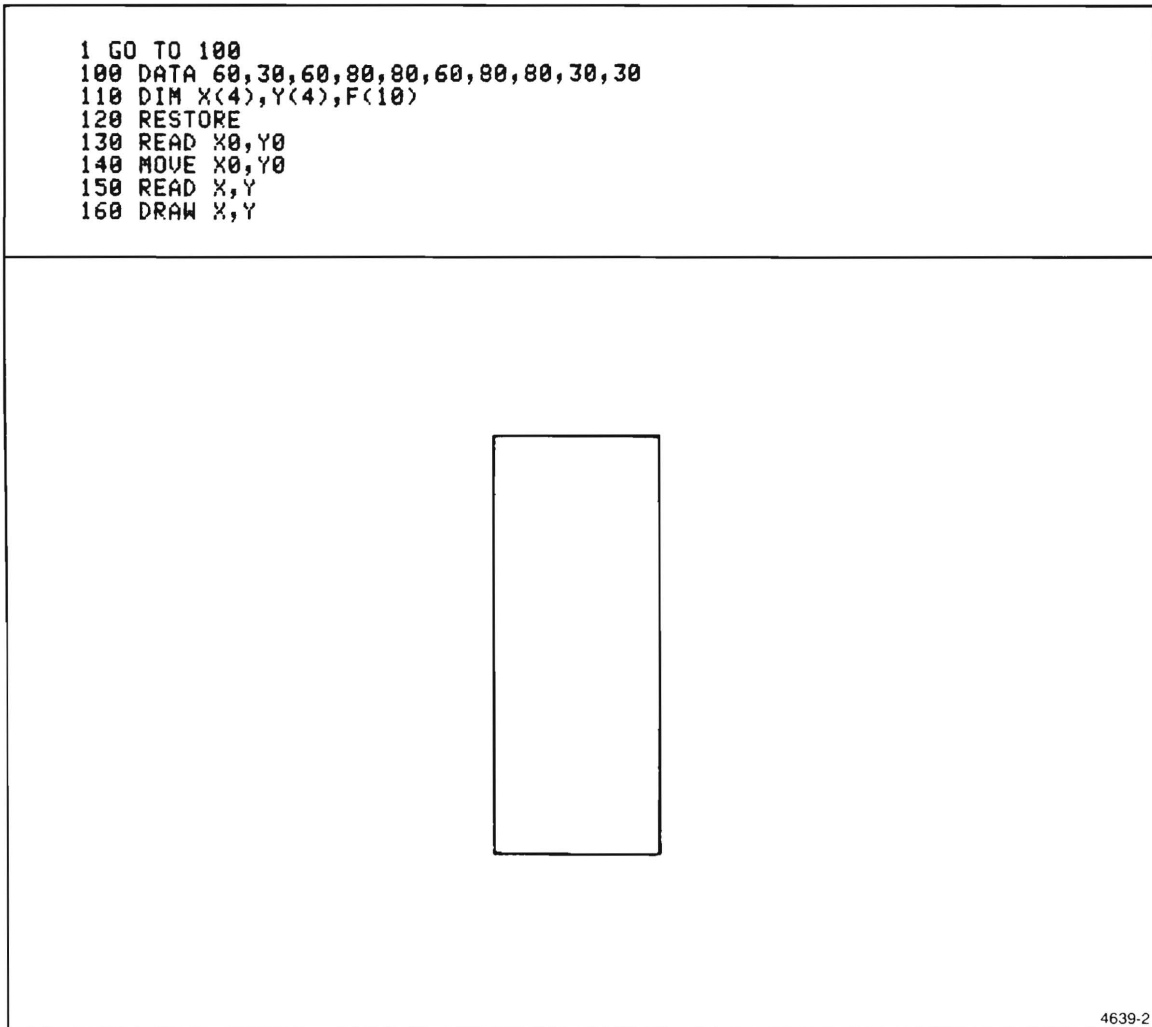 1 GO TO 100
100 DATA 60,30,60,80,80,60,80,80,30,30
110 DIM X(4),Y(4),F(10)
120 RESTORE
130 READ X0,Y0
140 MOVE X0,Y0
150 READ X,Y
160 DRAW X,Y
4639-2